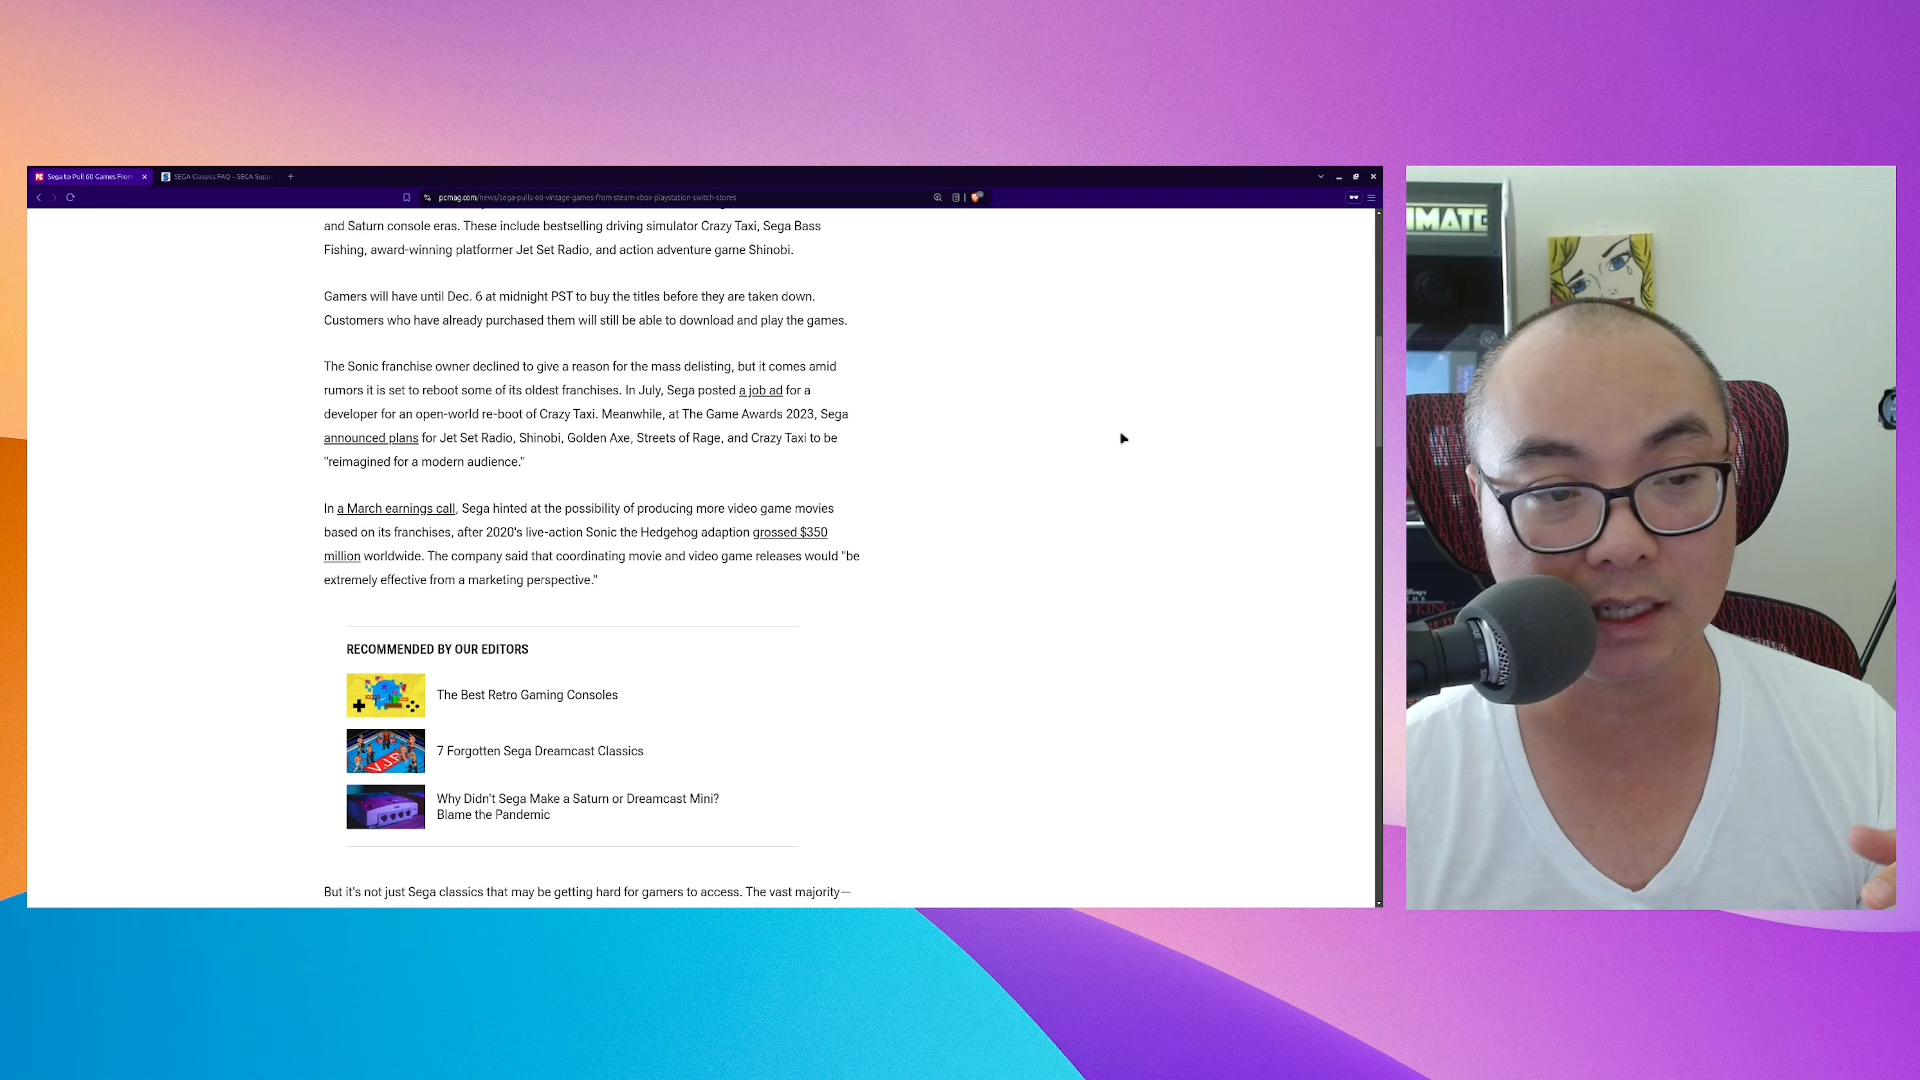 Sega to Pull 60 Games From
SEGA Classics FAQ – SEGA Supp
pcmag.com/news/sega-pulls-60-vintage-games-from-steam-xbox-playstation-switch-stores
and Saturn console eras. These include bestselling driving simulator Crazy Taxi, Sega Bass
Fishing, award-winning platformer Jet Set Radio, and action adventure game Shinobi.
Gamers will have until Dec. 6 at midnight PST to buy the titles before they are taken down.
Customers who have already purchased them will still be able to download and play the games.
The Sonic franchise owner declined to give a reason for the mass delisting, but it comes amid
rumors it is set to reboot some of its oldest franchises. In July, Sega posted a job ad for a
developer for an open-world re-boot of Crazy Taxi. Meanwhile, at The Game Awards 2023, Sega
announced plans for Jet Set Radio, Shinobi, Golden Axe, Streets of Rage, and Crazy Taxi to be
"reimagined for a modern audience."
In a March earnings call, Sega hinted at the possibility of producing more video game movies
based on its franchises, after 2020's live-action Sonic the Hedgehog adaption grossed $350
million worldwide. The company said that coordinating movie and video game releases would "be
extremely effective from a marketing perspective."
RECOMMENDED BY OUR EDITORS
The Best Retro Gaming Consoles
V.J.P
7 Forgotten Sega Dreamcast Classics
Why Didn't Sega Make a Saturn or Dreamcast Mini?
Blame the Pandemic
But it's not just Sega classics that may be getting hard for gamers to access. The vast majority—
IMATE
KING